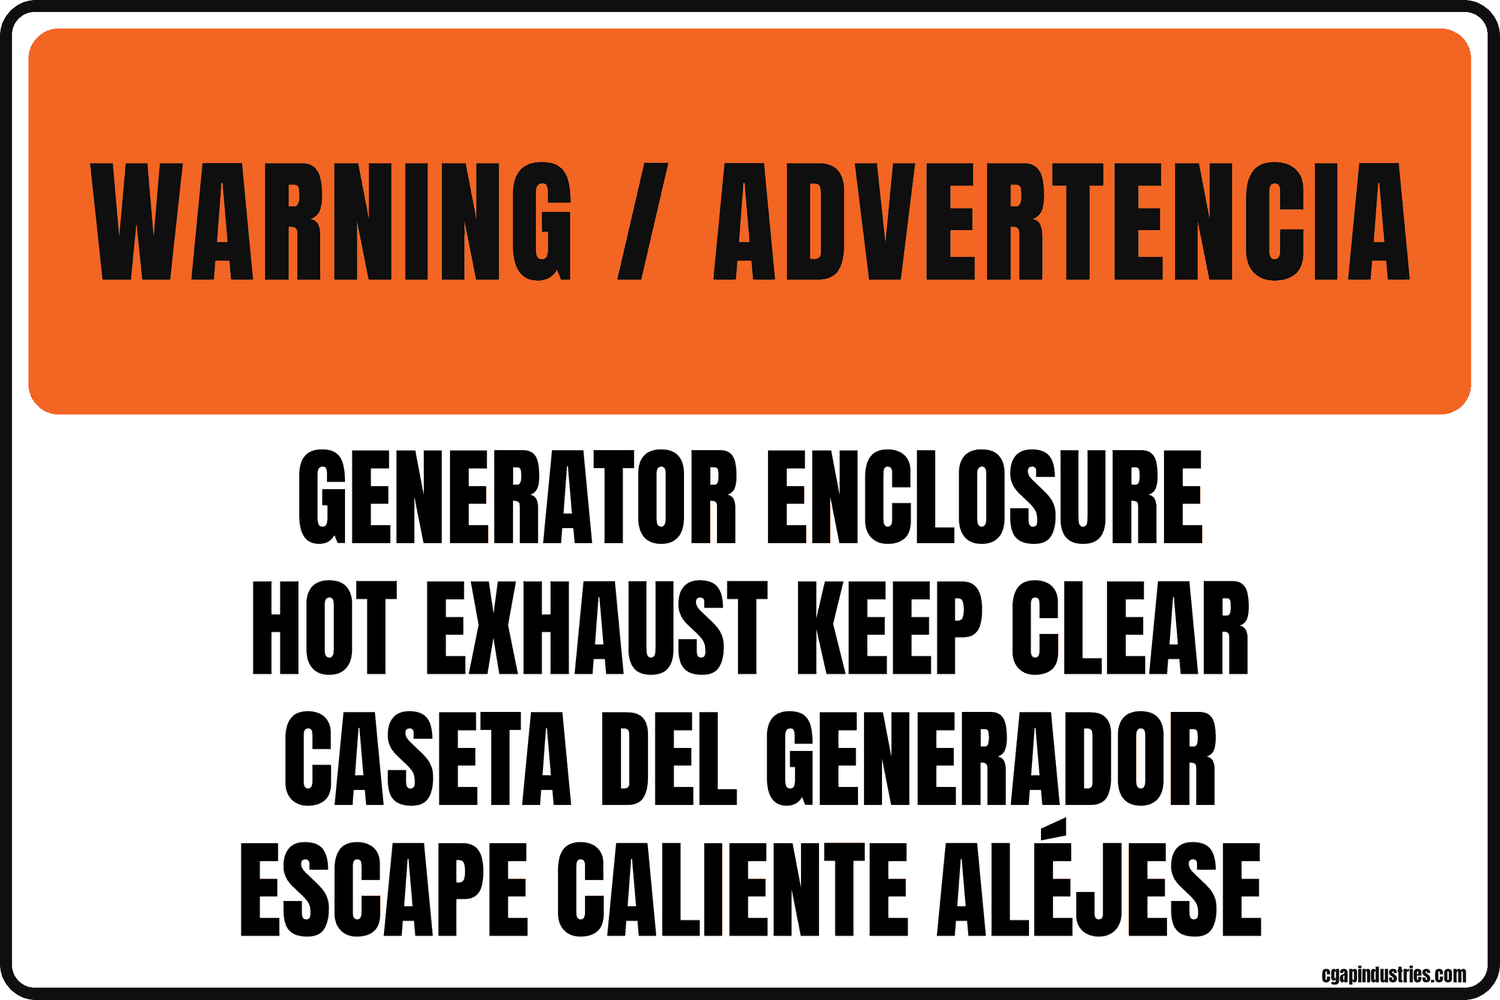 WARNING / ADVERTENCIA
GENERATOR ENCLOSURE
HOT EXHAUST KEEP CLEAR
CASETA DEL GENERADOR
ESCAPE CALIENTE ALÉJESE
cgapindustries.com